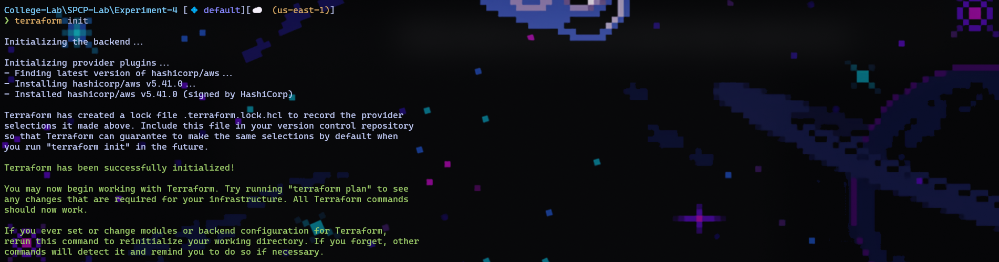 College-Lab\SPCP-Lab\Experiment-4 [ default][ (us-east-1)]
❯ terraform init
Initializing the backend...
Initializing provider plugins...
- Finding latest version of hashicorp/aws...
- Installing hashicorp/aws v5.41.0...
- Installed hashicorp/aws v5.41.0 (signed by HashiCorp)
Terraform has created a lock file .terraform.lock.hcl to record the provider
selections it made above. Include this file in your version control repository
so that Terraform can guarantee to make the same selections by default when
you run "terraform init" in the future.
Terraform has been successfully initialized!
You may now begin working with Terraform. Try running "terraform plan" to see
any changes that are required for your infrastructure. All Terraform commands
should now work.
If you ever set or change modules or backend configuration for Terraform,
rerun this command to reinitialize your working directory. If you forget, other
commands will detect it and remind you to do so if necessary.